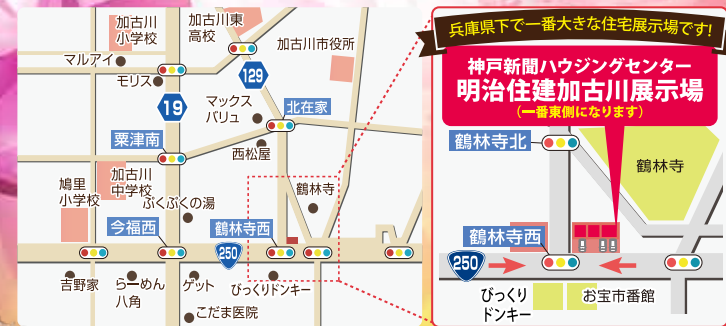 加古川
小学校
加古川東
高校
マルアイ
モリス
加古川市役所
129
19
マックス
バリュ
北在家
粟津南
西松屋
鳩里
小学校
加古川
中学校
ぷくぷくの湯
鶴林寺
今福西
鶴林寺西
250
吉野家
らーめん
八角
ゲット
びっくりドンキー
こだま医院
兵庫県下で一番大きな住宅展示場です!
神戸新聞ハウジングセンター
明治住建加古川展示場
(一番東側になります)
鶴林寺北
鶴林寺
鶴林寺西
250
びっくり
ドンキー
お宝市番館